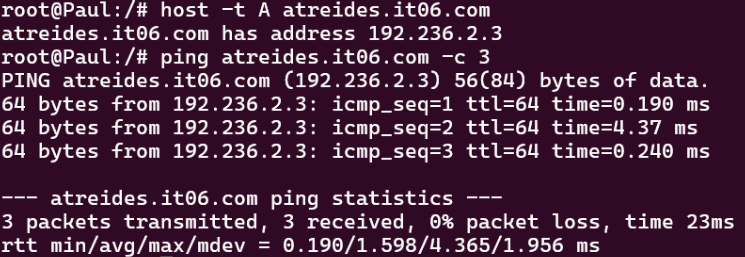 root@Paul:/# host -t A atreides.it06.com
atreides.it06.com has address 192.236.2.3
root@Paul:/# ping atreides.it06.com -c 3
PING atreides.it06.com (192.236.2.3) 56(84) bytes of data.
64 bytes from 192.236.2.3: icmp_seq=1 ttl=64 time=0.190 ms
64 bytes from 192.236.2.3: icmp_seq=2 ttl=64 time=4.37 ms
64 bytes from 192.236.2.3: icmp_seq=3 ttl=64 time=0.240 ms

--- atreides.it06.com ping statistics ---
3 packets transmitted, 3 received, 0% packet loss, time 23ms
rtt min/avg/max/mdev = 0.190/1.598/4.365/1.956 ms